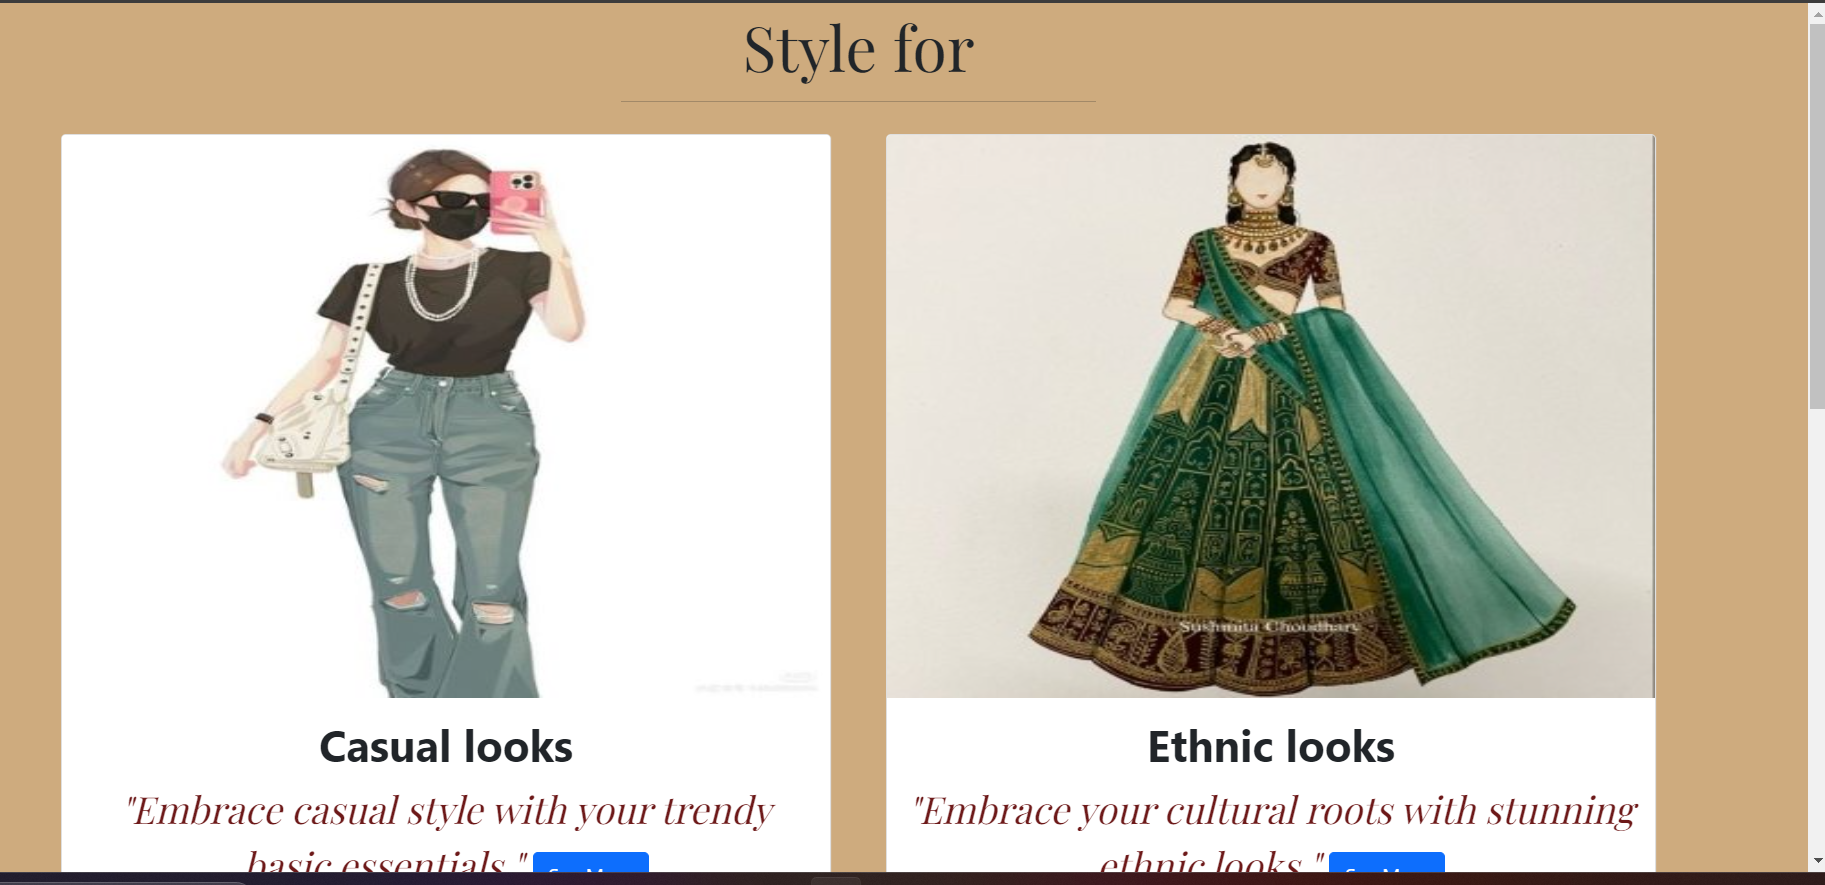 Style for
Sushmita Choudhary
Casual looks
"Embrace casual style with your trendy
basic essentials."
Ethnic looks
"Embrace your cultural roots with stunning
ethnic looks."